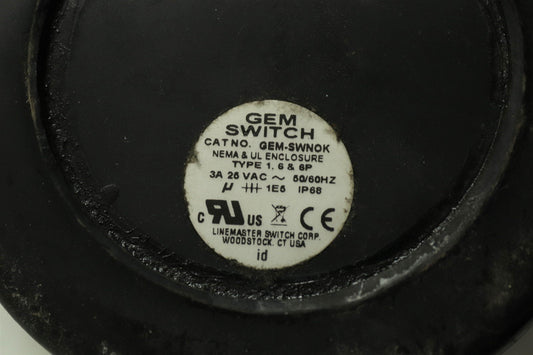 GEM
SWITCH
CAT NO. GEM-SWNOK
NEMA & UL ENCLOSURE
TYPE 1, 6 & 6P
3A 25 VAC ~ 50/60HZ
µ 1E5 IP68
c RU US CE
LINEMASTER SWITCH CORP.
WOODSTOCK, CT USA
id